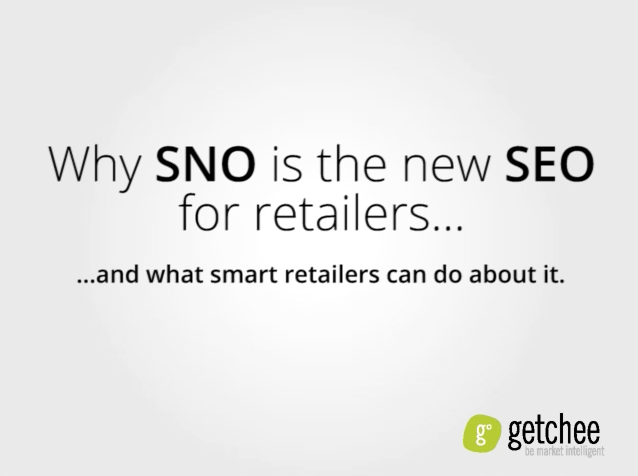 Why SNO is the new SEO
for retailers...
...and what smart retailers can do about it.
g°
getchee
be market intelligent